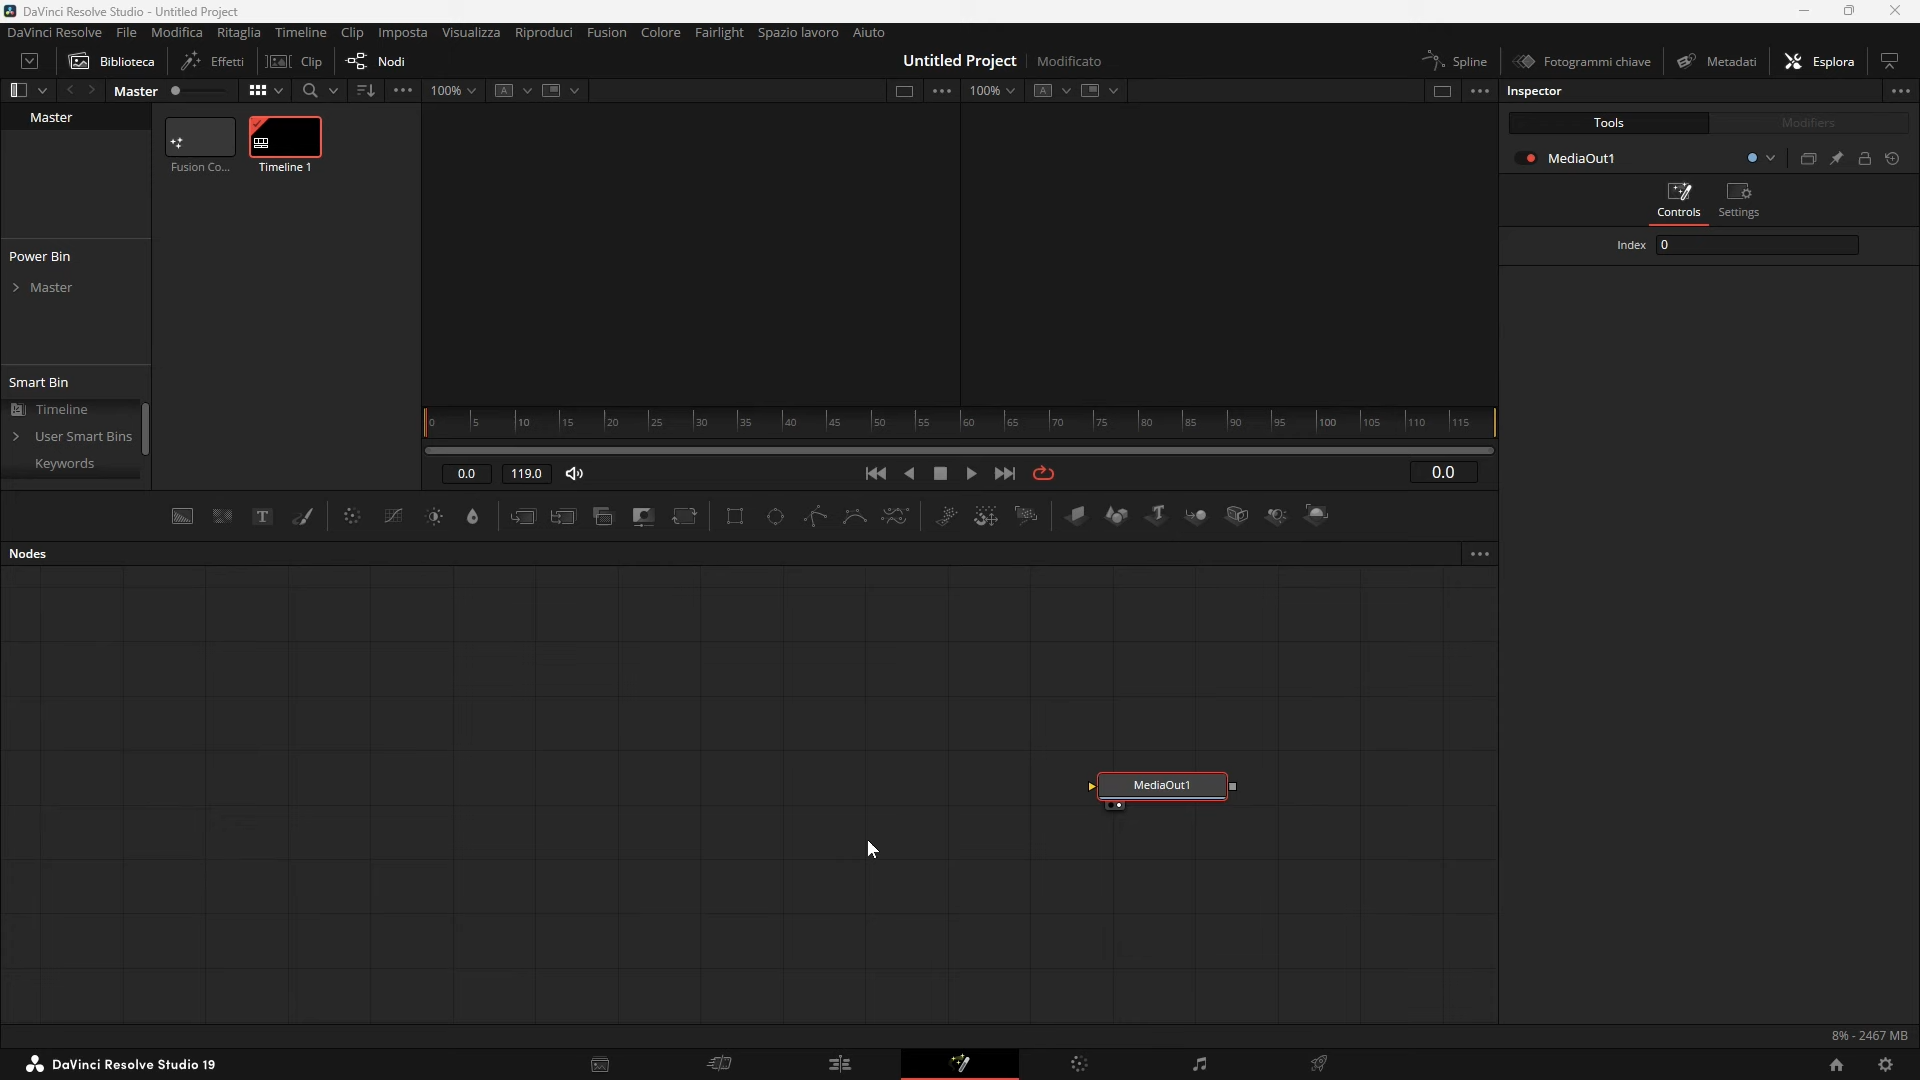 DaVinci Resolve Studio - Untitled Project
DaVinci Resolve File Modifica Ritaglia Timeline Clip Imposta Visualizza Riproduci Fusion Colore Fairlight Spazio lavoro Aiuto
Biblioteca Effetti Clip Nodi Untitled Project Modificato Spline Fotogrammi chiave Metadati Esplora
Master 100% A 100% A Inspector
Master
Tools Modifiers
MediaOut1
Fusion Co... Timeline 1
Controls Settings
Index 0
Power Bin
Master
Smart Bin
Timeline
User Smart Bins
Keywords
0 5 10 15 20 25 30 35 40 45 50 55 60 65 70 75 80 85 90 95 100 105 110 115
0.0 119.0 0.0
T
Nodes
MediaOut1
8% - 2467 MB
DaVinci Resolve Studio 19